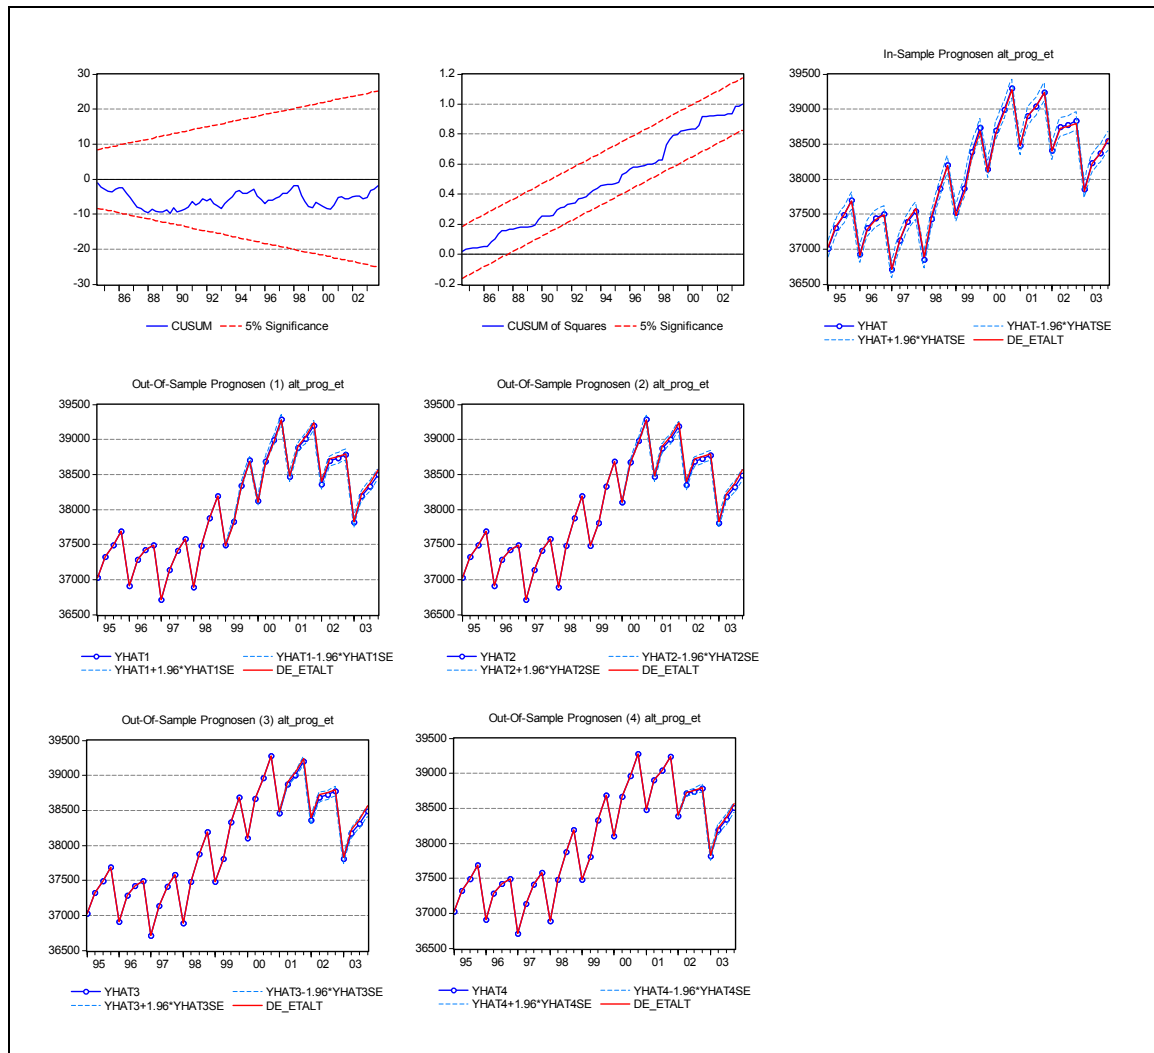 30
20
10
0
-10
-20
-30
86 88 90 92 94 96 98 00 02
CUSUM 5% Significance
1.2
1.0
0.8
0.6
0.4
0.2
0.0
-0.2
86 88 90 92 94 96 98 00 02
CUSUM of Squares 5% Significance
In-Sample Prognosen alt_prog_et
39500
39000
38500
38000
37500
37000
36500
95 96 97 98 99 00 01 02 03
YHAT YHAT-1.96*YHATSE
YHAT+1.96*YHATSE DE_ETALT
Out-Of-Sample Prognosen (1) alt_prog_et
39500
39000
38500
38000
37500
37000
36500
95 96 97 98 99 00 01 02 03
YHAT1 YHAT1-1.96*YHAT1SE
YHAT1+1.96*YHAT1SE DE_ETALT
Out-Of-Sample Prognosen (2) alt_prog_et
39500
39000
38500
38000
37500
37000
36500
95 96 97 98 99 00 01 02 03
YHAT2 YHAT2-1.96*YHAT2SE
YHAT2+1.96*YHAT2SE DE_ETALT
Out-Of-Sample Prognosen (3) alt_prog_et
39500
39000
38500
38000
37500
37000
36500
95 96 97 98 99 00 01 02 03
YHAT3 YHAT3-1.96*YHAT3SE
YHAT3+1.96*YHAT3SE DE_ETALT
Out-Of-Sample Prognosen (4) alt_prog_et
39500
39000
38500
38000
37500
37000
36500
95 96 97 98 99 00 01 02 03
YHAT4 YHAT4-1.96*YHAT4SE
YHAT4+1.96*YHAT4SE DE_ETALT